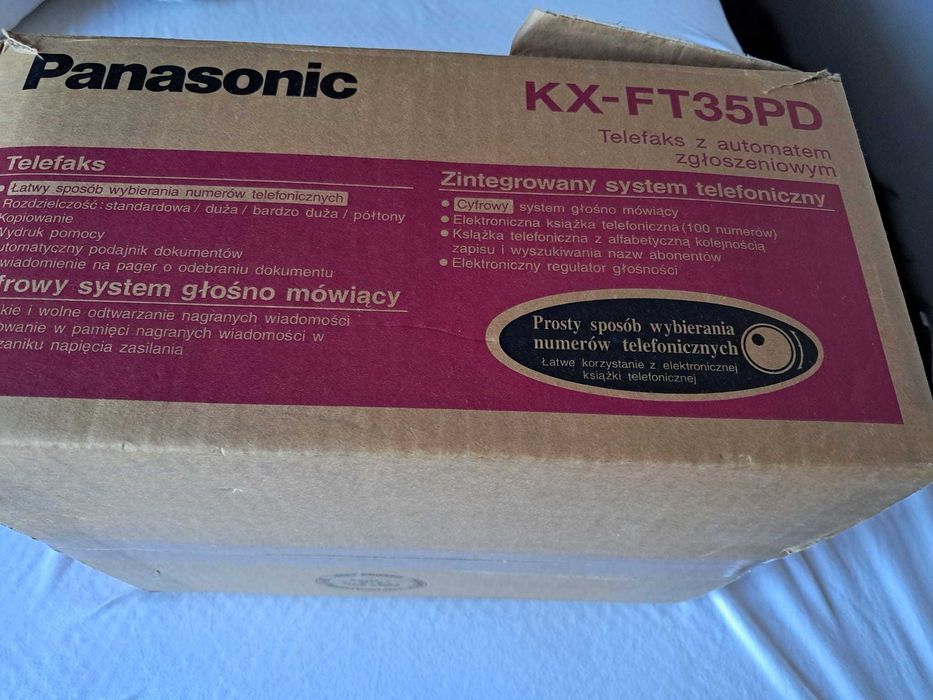 Panasonic
KX-FT35PD
Telefaks z automatem
zgłoszeniowym
Telefaks
• Łatwy sposób wybierania numerów telefonicznych
Rozdzielczość: standardowa / duża / bardzo duża / półtony
Kopiowanie
Wydruk pomocy
utomatyczny podajnik dokumentów
wiadomienie na pager o odebraniu dokumentu
frowy system głośno mówiący
kie i wolne odtwarzanie nagranych wiadomości
owanie w pamięci nagranych wiadomości w
zaniku napięcia zasilania
Zintegrowany system telefoniczny
• Cyfrowy system głośno mówiący
• Elektroniczna książka telefoniczna (100 numerów)
• Książka telefoniczna z alfabetyczną kolejnością
zapisu i wyszukiwania nazw abonentów
• Elektroniczny regulator głośności
Prosty sposób wybierania
numerów telefonicznych
Łatwe korzystanie z elektronicznej
książki telefonicznej